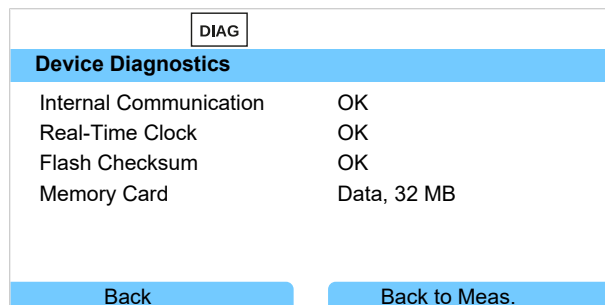 DIAG
Device Diagnostics
Internal Communication OK
Real-Time Clock OK
Flash Checksum OK
Memory Card Data, 32 MB
Back Back to Meas.